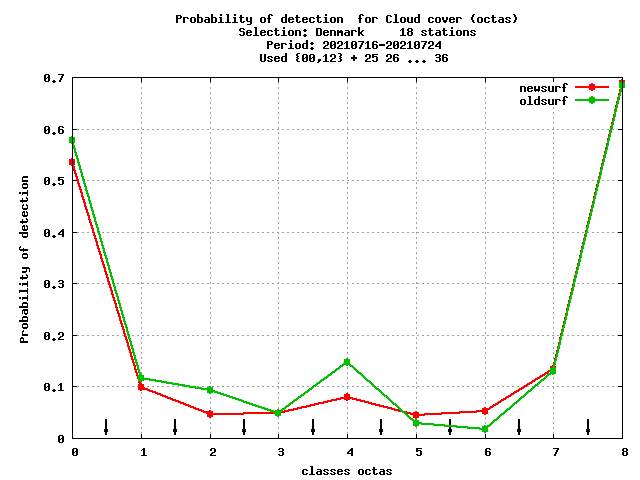 Probability of detection  for Cloud cover (octas)
Selection: Denmark     18 stations
Period: 20210716-20210724
Used {00,12} + 25 26 ... 36
newsurf
oldsurf
0.7
0.6
0.5
0.4
0.3
0.2
0.1
0
Probability of detection
0 1 2 3 4 5 6 7 8
classes octas